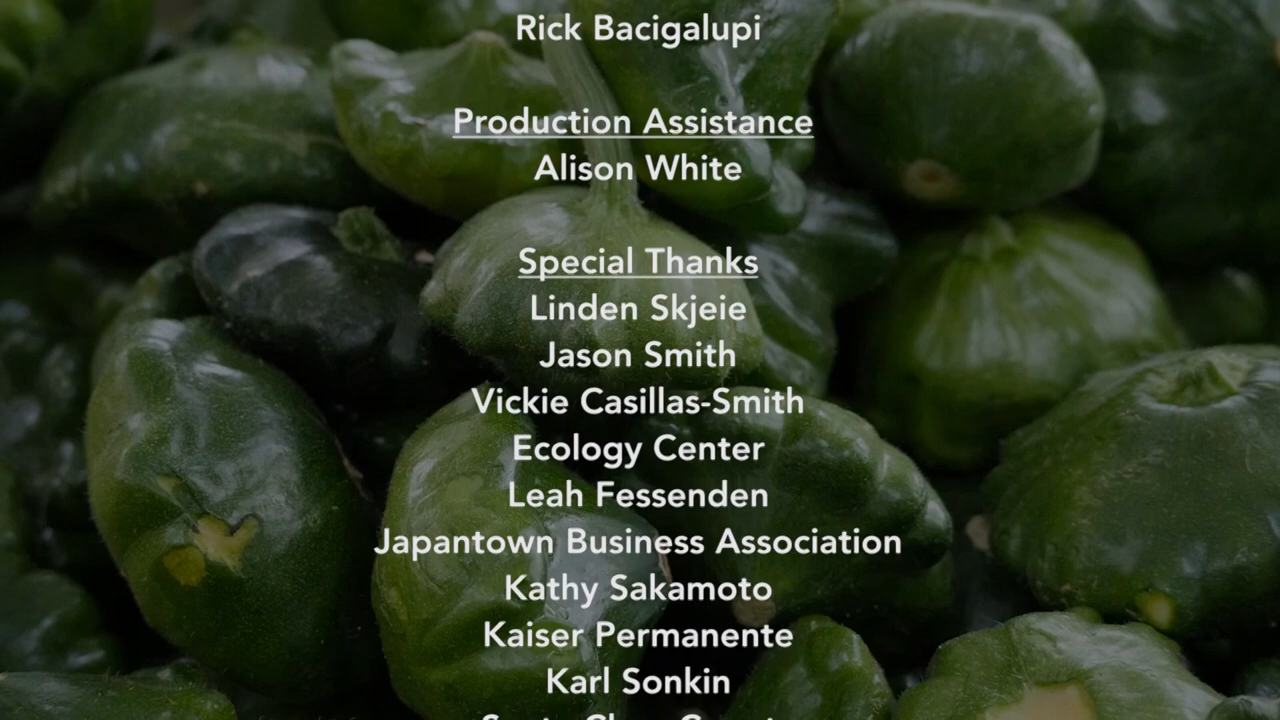 Rick Bacigalupi
Production Assistance
Alison White
Special Thanks
Linden Skjeie
Jason Smith
Vickie Casillas-Smith
Ecology Center
Leah Fessenden
Japantown Business Association
Kathy Sakamoto
Kaiser Permanente
Karl Sonkin